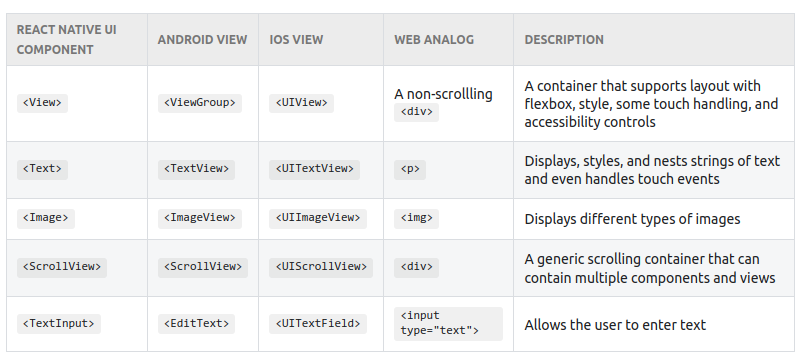 REACT NATIVE UI
COMPONENT
ANDROID VIEW
IOS VIEW
WEB ANALOG
DESCRIPTION
<View>
<ViewGroup>
<UIView>
A non-scrollling
<div>
A container that supports layout with
flexbox, style, some touch handling, and
accessibility controls
<Text>
<TextView>
<UITextView>
<p>
Displays, styles, and nests strings of text
and even handles touch events
<Image>
<ImageView>
<UIImageView>
<img>
Displays different types of images
<ScrollView>
<ScrollView>
<UIScrollView>
<div>
A generic scrolling container that can
contain multiple components and views
<TextInput>
<EditText>
<UITextField>
<input
type="text">
Allows the user to enter text